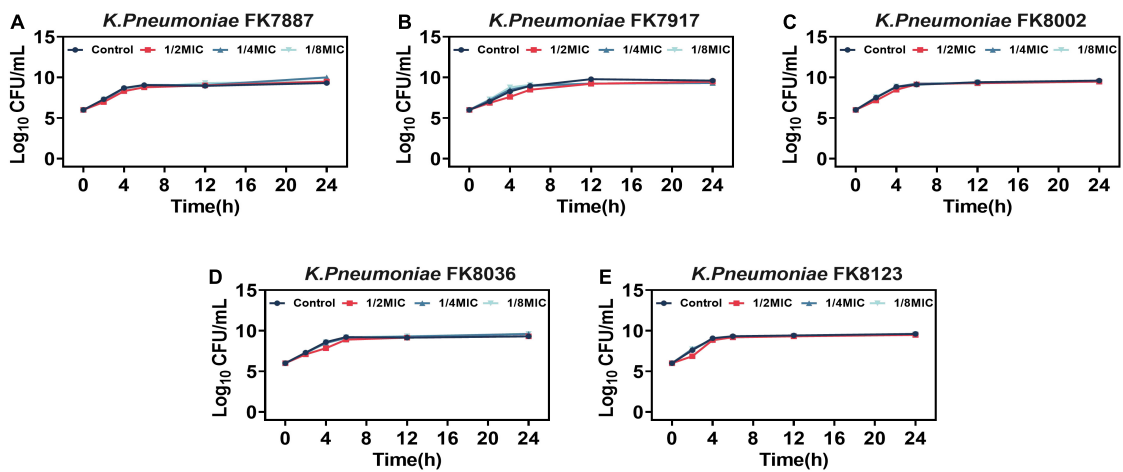 A
K.Pneumoniae FK7887
Log10 CFU/mL
15
10
5
0
Control 1/2MIC 1/4MIC 1/8MIC
0 4 8 12 16 20 24
Time(h)
B
K.Pneumoniae FK7917
Log10 CFU/mL
15
10
5
0
Control 1/2MIC 1/4MIC 1/8MIC
0 4 8 12 16 20 24
Time(h)
C
K.Pneumoniae FK8002
Log10 CFU/mL
15
10
5
0
Control 1/2MIC 1/4MIC 1/8MIC
0 4 8 12 16 20 24
Time(h)
D
K.Pneumoniae FK8036
Log10 CFU/mL
15
10
5
0
Control 1/2MIC 1/4MIC 1/8MIC
0 4 8 12 16 20 24
Time(h)
E
K.Pneumoniae FK8123
Log10 CFU/mL
15
10
5
0
Control 1/2MIC 1/4MIC 1/8MIC
0 4 8 12 16 20 24
Time(h)